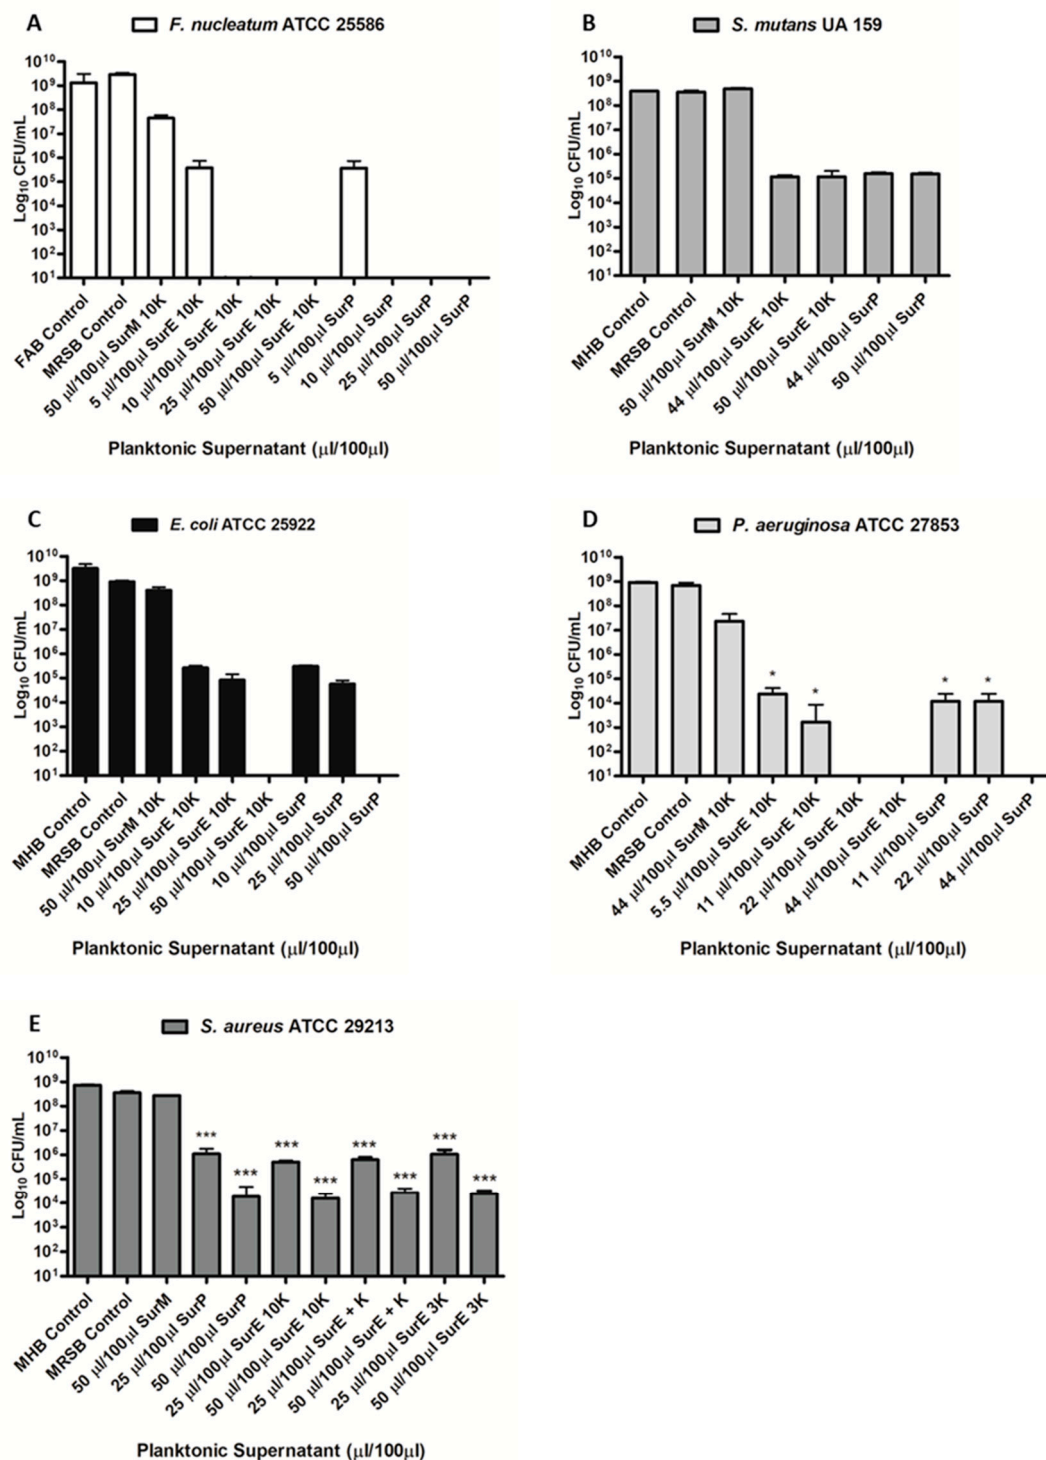 A
F. nucleatum ATCC 25586
Log10 CFU/mL
10^10
10^9
10^8
10^7
10^6
10^5
10^4
10^3
10^2
10^1
FAB Control
MRSB Control
50 µl/100µl SurM 10K
5 µl/100µl SurE 10K
10 µl/100µl SurE 10K
25 µl/100µl SurE 10K
50 µl/100µl SurE 10K
5 µl/100µl SurP
10 µl/100µl SurP
25 µl/100µl SurP
50 µl/100µl SurP
Planktonic Supernatant (µl/100µl)
B
S. mutans UA 159
Log10 CFU/mL
10^10
10^9
10^8
10^7
10^6
10^5
10^4
10^3
10^2
10^1
MHB Control
MRSB Control
50 µl/100µl SurM 10K
44 µl/100µl SurE 10K
50 µl/100µl SurE 10K
44 µl/100µl SurP
50 µl/100µl SurP
Planktonic Supernatant (µl/100µl)
C
E. coli ATCC 25922
Log10 CFU/mL
10^10
10^9
10^8
10^7
10^6
10^5
10^4
10^3
10^2
10^1
MHB Control
MRSB Control
50 µl/100µl SurM 10K
10 µl/100µl SurE 10K
25 µl/100µl SurE 10K
50 µl/100µl SurE 10K
10 µl/100µl SurP
25 µl/100µl SurP
50 µl/100µl SurP
Planktonic Supernatant (µl/100µl)
D
P. aeruginosa ATCC 27853
Log10 CFU/mL
10^10
10^9
10^8
10^7
10^6
10^5
10^4
10^3
10^2
10^1
* * * *
MHB Control
MRSB Control
44 µl/100µl SurM 10K
5.5 µl/100µl SurE 10K
11 µl/100µl SurE 10K
22 µl/100µl SurE 10K
44 µl/100µl SurE 10K
11 µl/100µl SurP
22 µl/100µl SurP
44 µl/100µl SurP
Planktonic Supernatant (µl/100µl)
E
S. aureus ATCC 29213
Log10 CFU/mL
10^10
10^9
10^8
10^7
10^6
10^5
10^4
10^3
10^2
10^1
*** *** *** *** *** *** *** ***
MHB Control
MRSB Control
50 µl/100µl SurM
25 µl/100µl SurP
50 µl/100µl SurP
25 µl/100µl SurE 10K
50 µl/100µl SurE 10K
25 µl/100µl SurE + K
50 µl/100µl SurE + K
25 µl/100µl SurE 3K
50 µl/100µl SurE 3K
Planktonic Supernatant (µl/100µl)